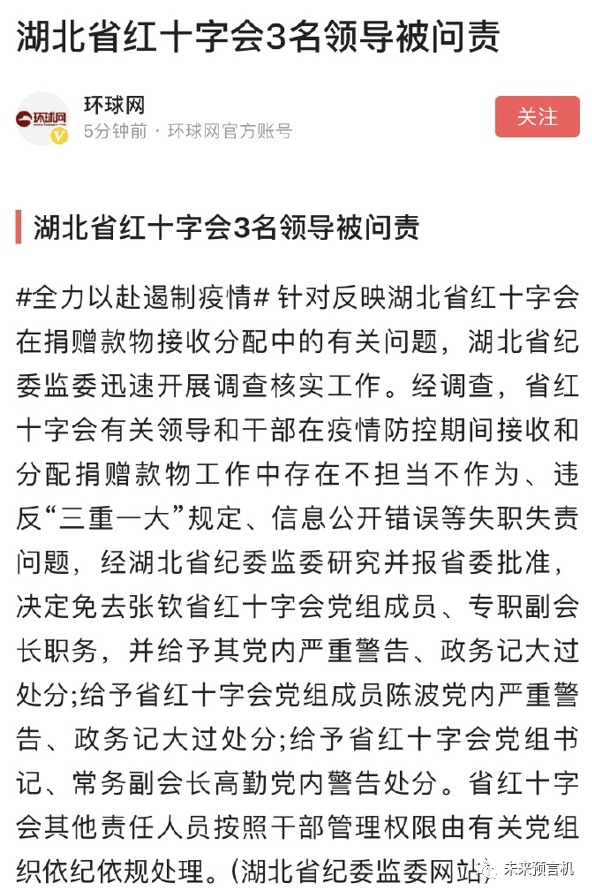 湖北省红十字会3名领导被问责
环球网
环球网
5分钟前 · 环球网官方账号
关注
湖北省红十字会3名领导被问责
#全力以赴遏制疫情# 针对反映湖北省红十字会
在捐赠款物接收分配中的有关问题，湖北省纪
委监委迅速开展调查核实工作。经调查，省红
十字会有关领导和干部在疫情防控期间接收和
分配捐赠款物工作中存在不担当不作为、违
反“三重一大”规定、信息公开错误等失职失责
问题，经湖北省纪委监委研究并报省委批准，
决定免去张钦省红十字会党组成员、专职副会
长职务，并给予其党内严重警告、政务记大过
处分;给予省红十字会党组成员陈波党内严重警
告、政务记大过处分;给予省红十字会党组书
记、常务副会长高勤党内警告处分。省红十字
会其他责任人员按照干部管理权限由有关党组
织依纪依规处理。(湖北省纪委监委网站
未来预言机